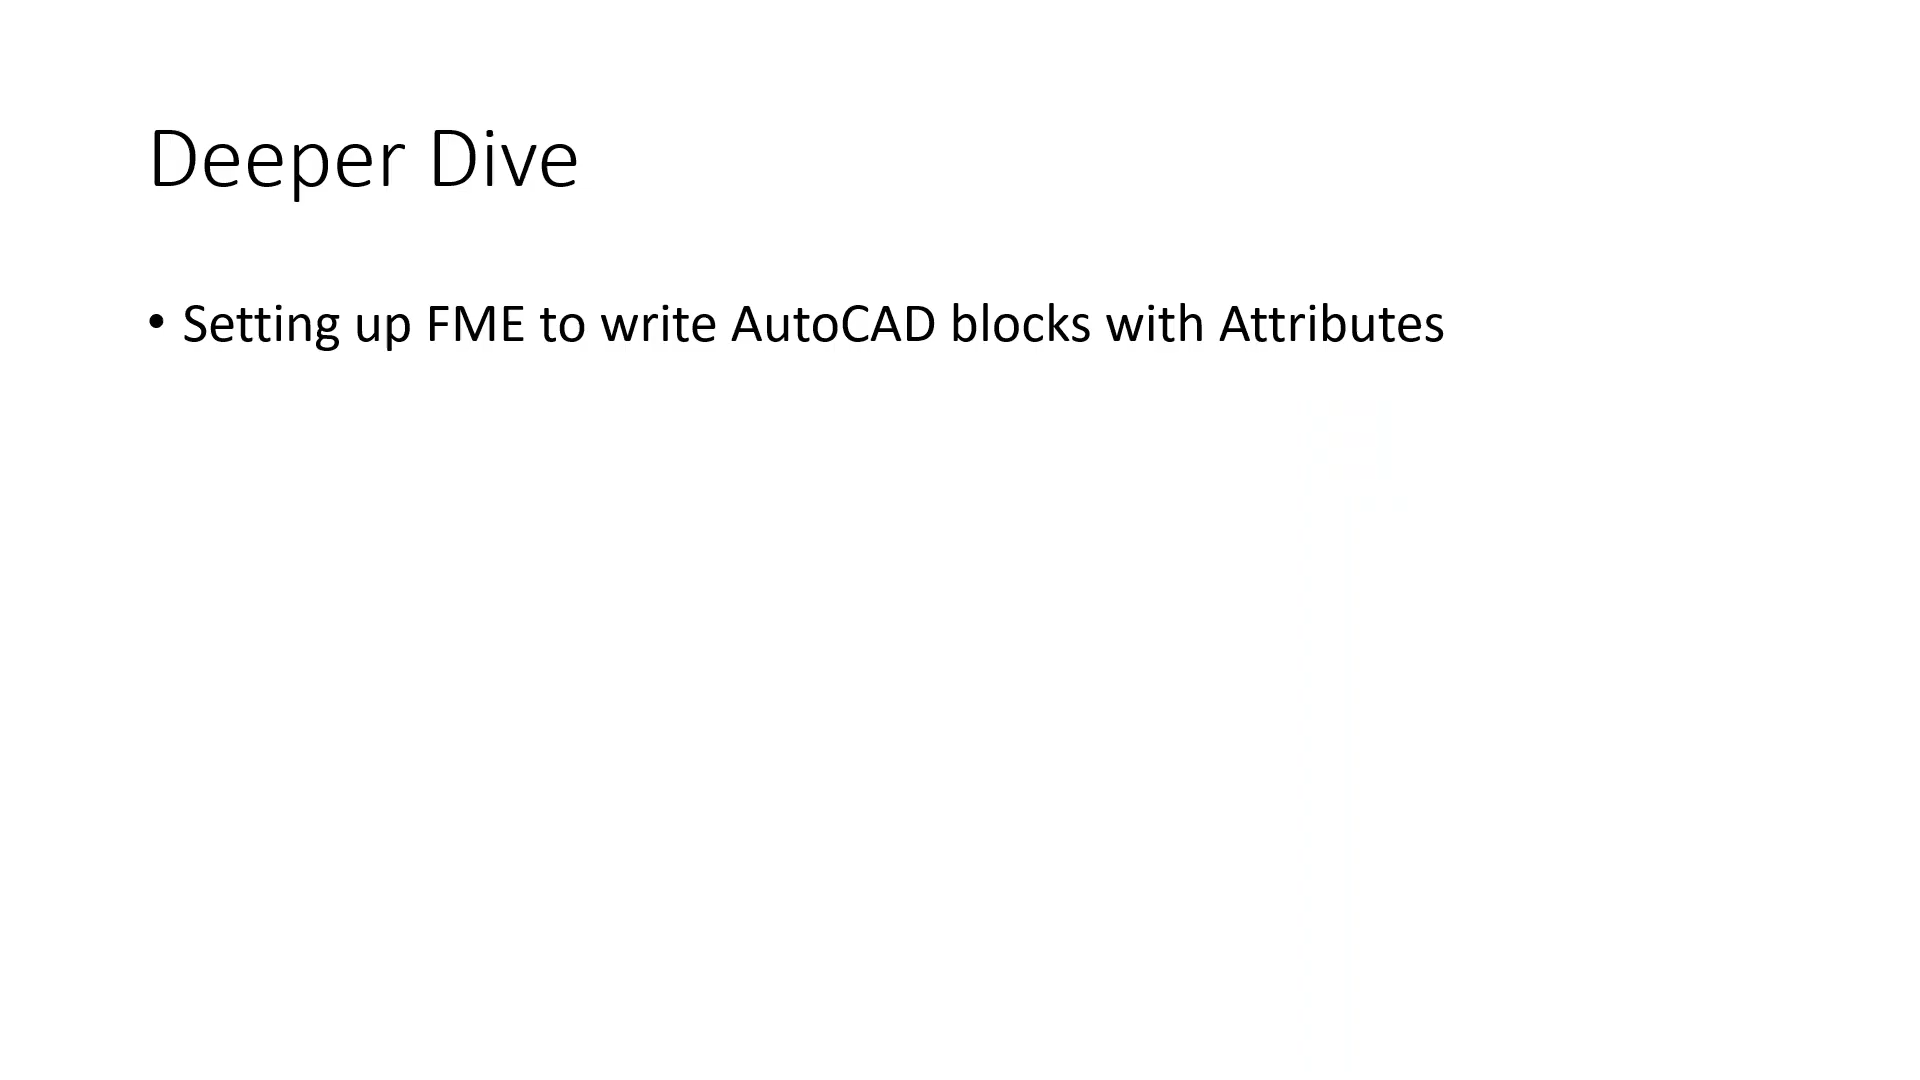 Deeper Dive
• Setting up FME to write AutoCAD blocks with Attributes